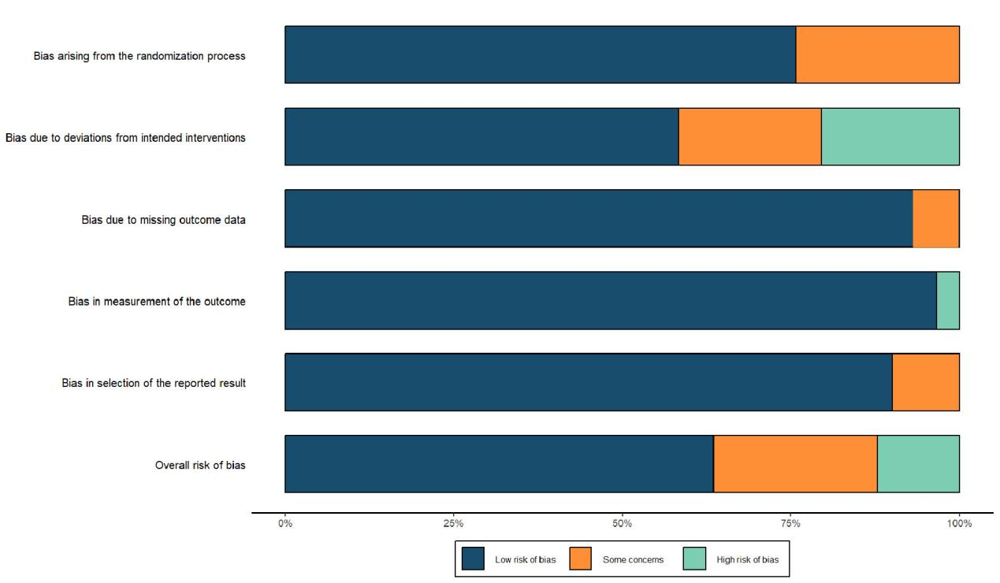 Bias arising from the randomization process
Bias due to deviations from intended interventions
Bias due to missing outcome data
Bias in measurement of the outcome
Bias in selection of the reported result
Overall risk of bias
0% 25% 50% 75% 100%
Low risk of bias Some concerns High risk of bias